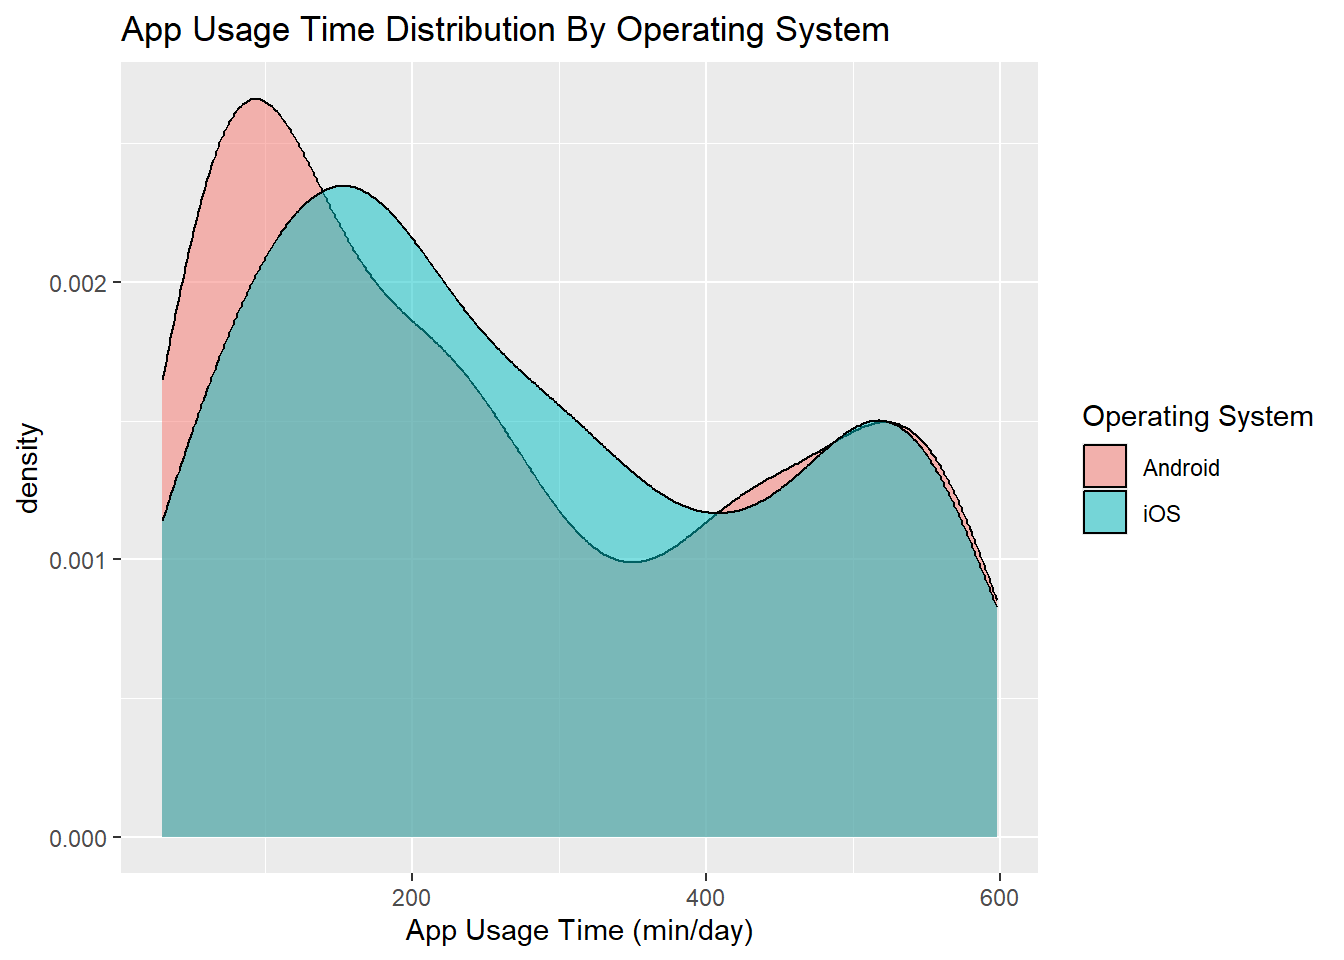 App Usage Time Distribution By Operating System
density
0.002
0.001
0.000
200 400 600
App Usage Time (min/day)
Operating System
Android
iOS